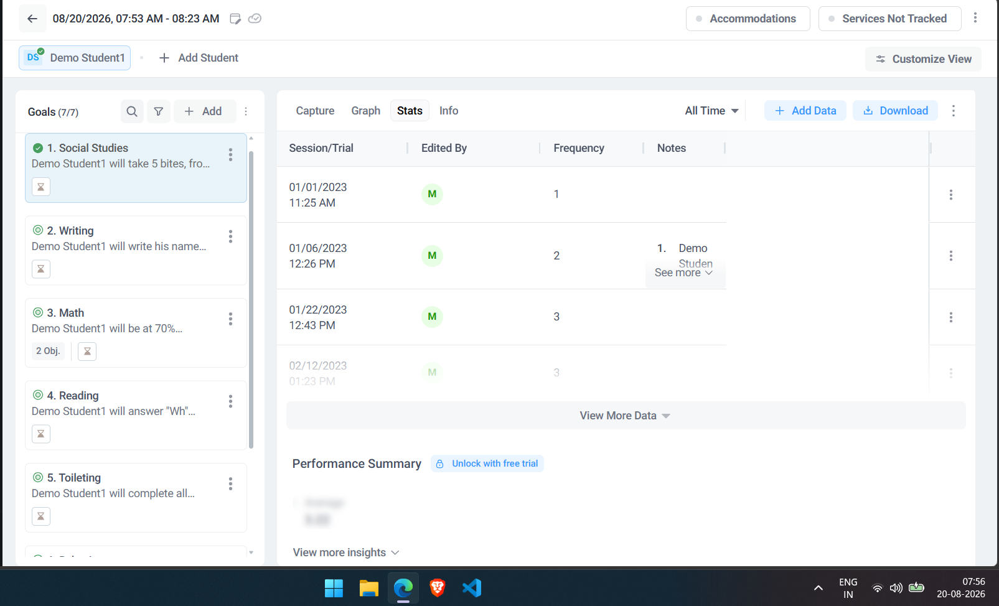 08/20/2026, 07:53 AM - 08:23 AM
Accommodations
Services Not Tracked
DS
Demo Student1
Add Student
Customize View
Goals (7/7)
Add
1. Social Studies
Demo Student1 will take 5 bites, fro...
2. Writing
Demo Student1 will write his name...
3. Math
Demo Student1 will be at 70%...
2 Obj.
4. Reading
Demo Student1 will answer "Wh"...
5. Toileting
Demo Student1 will complete all...
Capture
Graph
Stats
Info
All Time
Add Data
Download
Session/Trial
Edited By
Frequency
Notes
01/01/2023
11:25 AM
M
1
01/06/2023
12:26 PM
M
2
1. Demo
Studen
See more
01/22/2023
12:43 PM
M
3
02/12/2023
01:23 PM
M
3
View More Data
Performance Summary
Unlock with free trial
View more insights
ENG
IN
07:56
20-08-2026